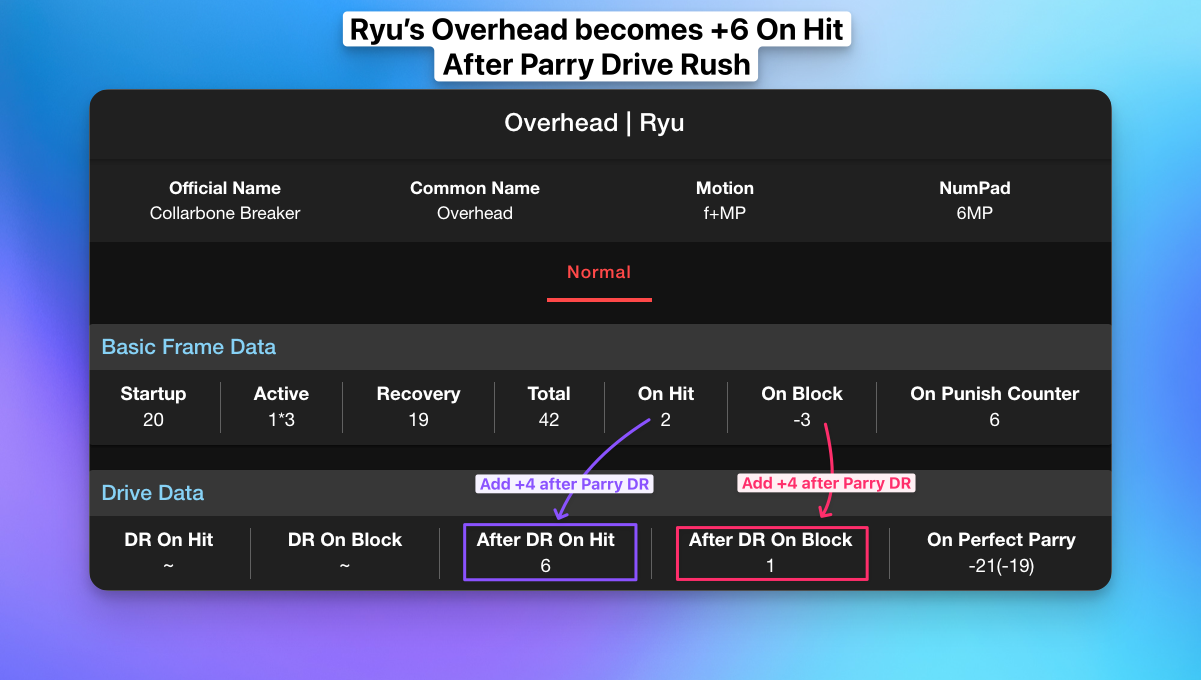 Ryu’s Overhead becomes +6 On Hit
After Parry Drive Rush
Overhead | Ryu
Official Name Common Name Motion NumPad
Collarbone Breaker Overhead f+MP 6MP
Normal
Basic Frame Data
Startup Active Recovery Total On Hit On Block On Punish Counter
20 1*3 19 42 2 -3 6
Add +4 after Parry DR Add +4 after Parry DR
Drive Data
DR On Hit DR On Block After DR On Hit After DR On Block On Perfect Parry
~ ~ 6 1 -21(-19)